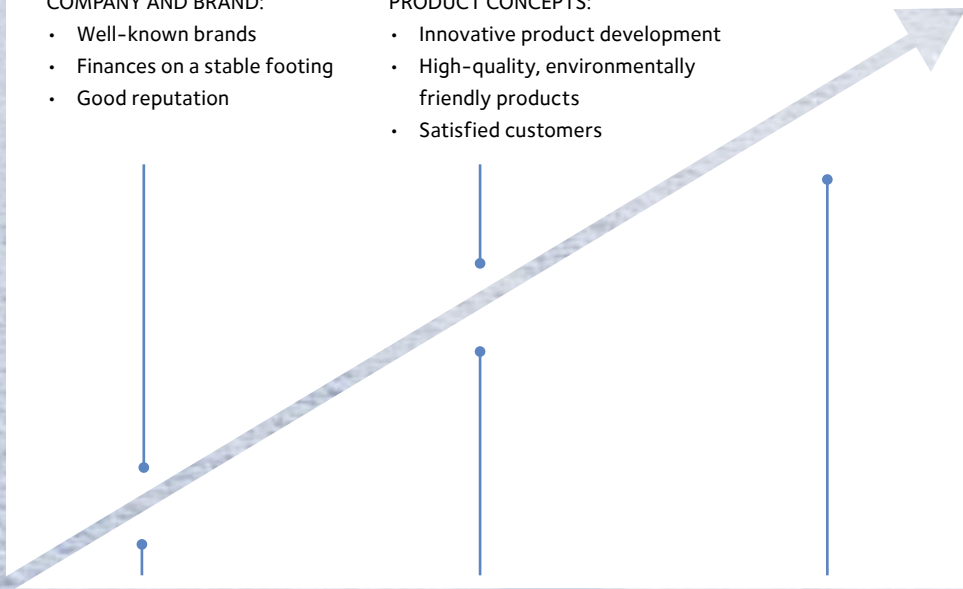 COMPANY AND BRAND:
• Well-known brands
• Finances on a stable footing
• Good reputation
PRODUCT CONCEPTS:
• Innovative product development
• High-quality, environmentally
friendly products
• Satisfied customers